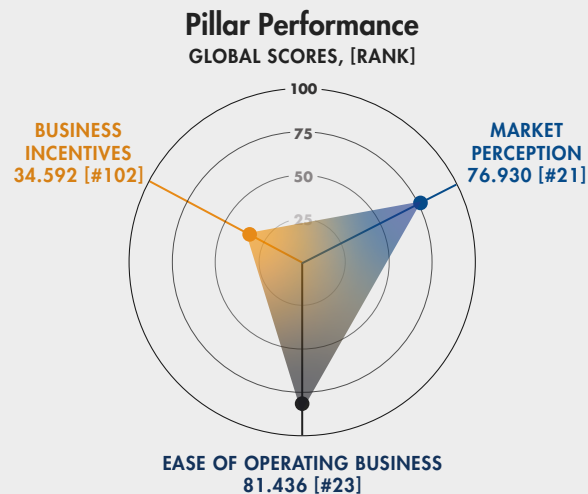 Pillar Performance
GLOBAL SCORES, [RANK]
100
75
50
25
BUSINESS
INCENTIVES
34.592 [#102]
MARKET
PERCEPTION
76.930 [#21]
EASE OF OPERATING BUSINESS
81.436 [#23]